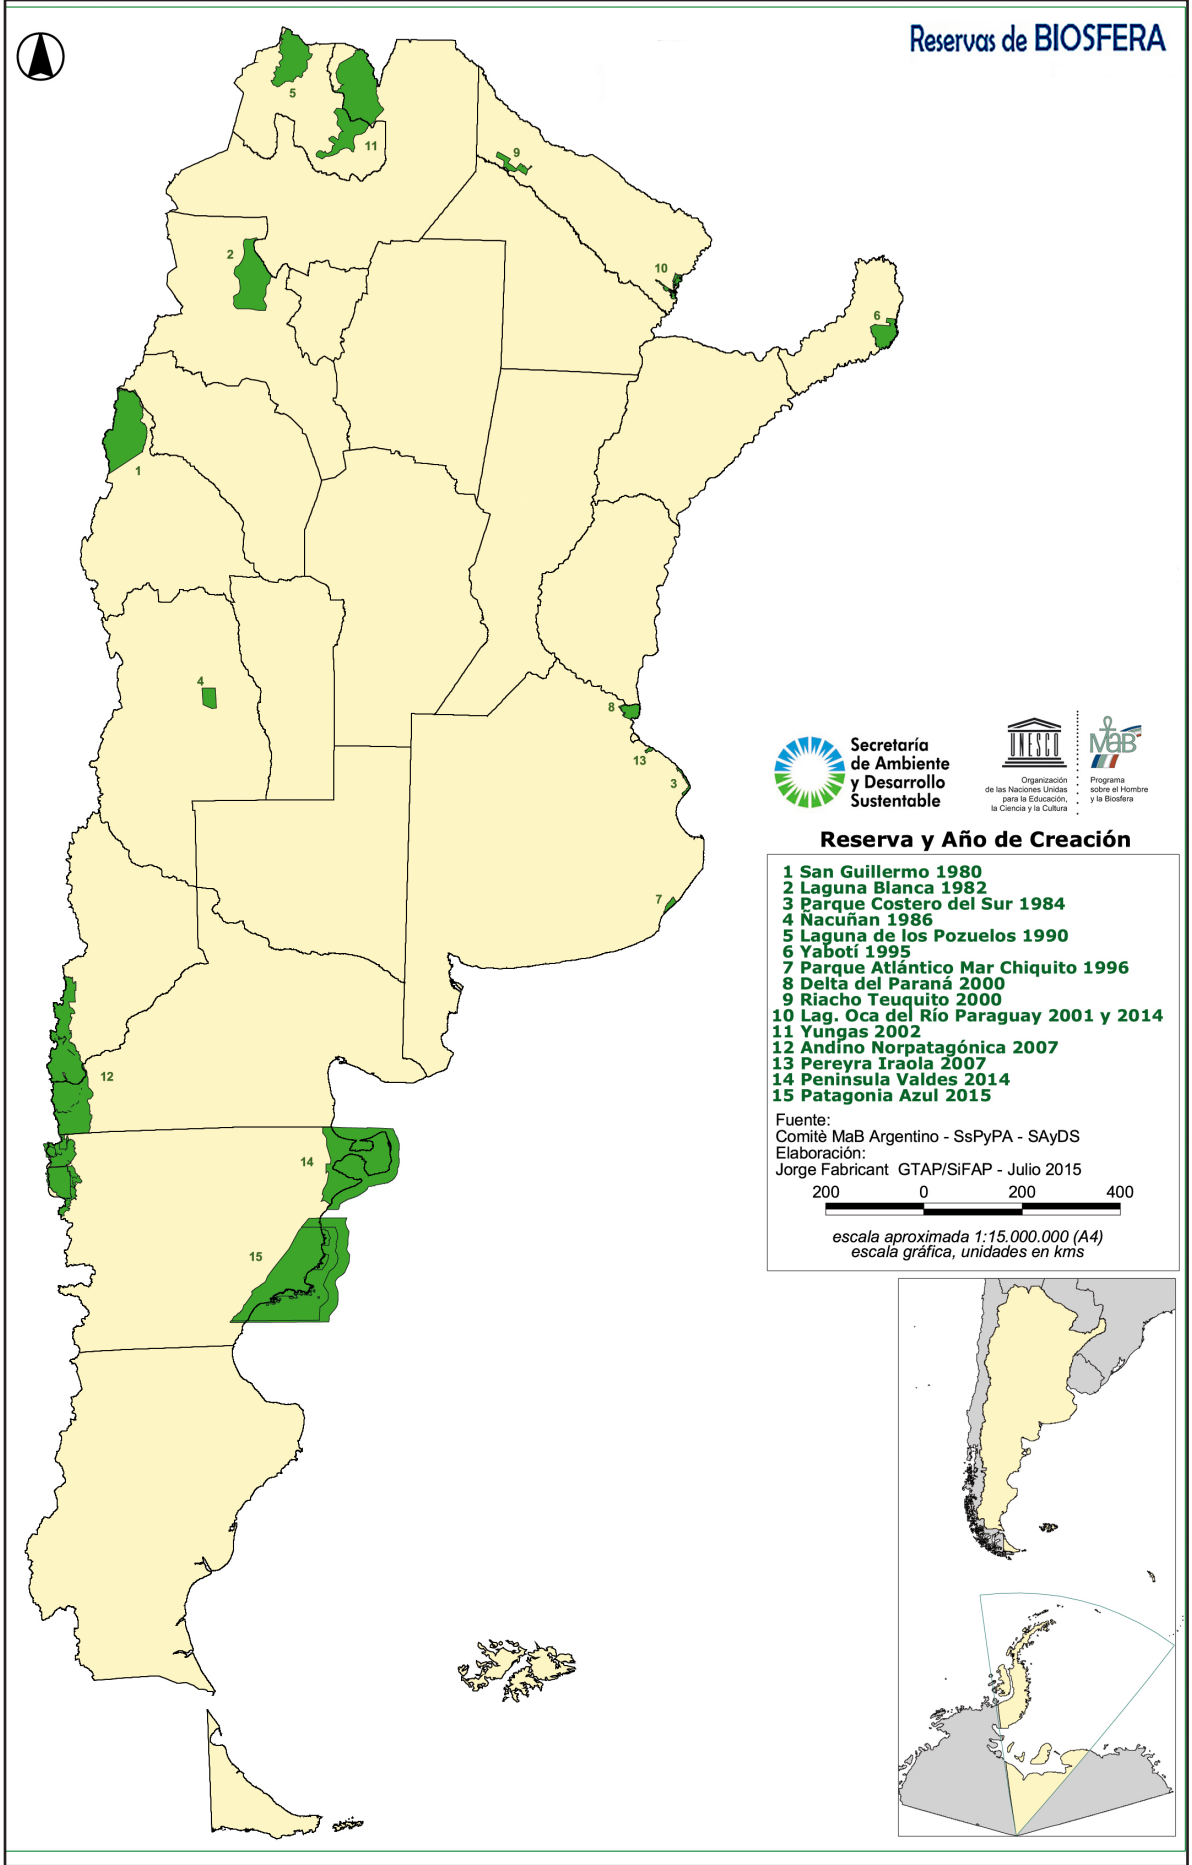 Reservas de BIOSFERA
5
11
9
2
10
6
1
4
8
13
3
7
12
14
15
Secretaría
de Ambiente
y Desarrollo
Sustentable
UNESCO
Organización
de las Naciones Unidas
para la Educación,
la Ciencia y la Cultura
MaB
Programa
sobre el Hombre
y la Biosfera
Reserva y Año de Creación
1 San Guillermo 1980
2 Laguna Blanca 1982
3 Parque Costero del Sur 1984
4 Ñacuñan 1986
5 Laguna de los Pozuelos 1990
6 Yabotí 1995
7 Parque Atlántico Mar Chiquito 1996
8 Delta del Paraná 2000
9 Riacho Teuquito 2000
10 Lag. Oca del Río Paraguay 2001 y 2014
11 Yungas 2002
12 Andino Norpatagónica 2007
13 Pereyra Iraola 2007
14 Peninsula Valdes 2014
15 Patagonia Azul 2015
Fuente:
Comitè MaB Argentino - SsPyPA - SAyDS
Elaboración:
Jorge Fabricant GTAP/SiFAP - Julio 2015
200 0 200 400
escala aproximada 1:15.000.000 (A4)
escala gráfica, unidades en kms